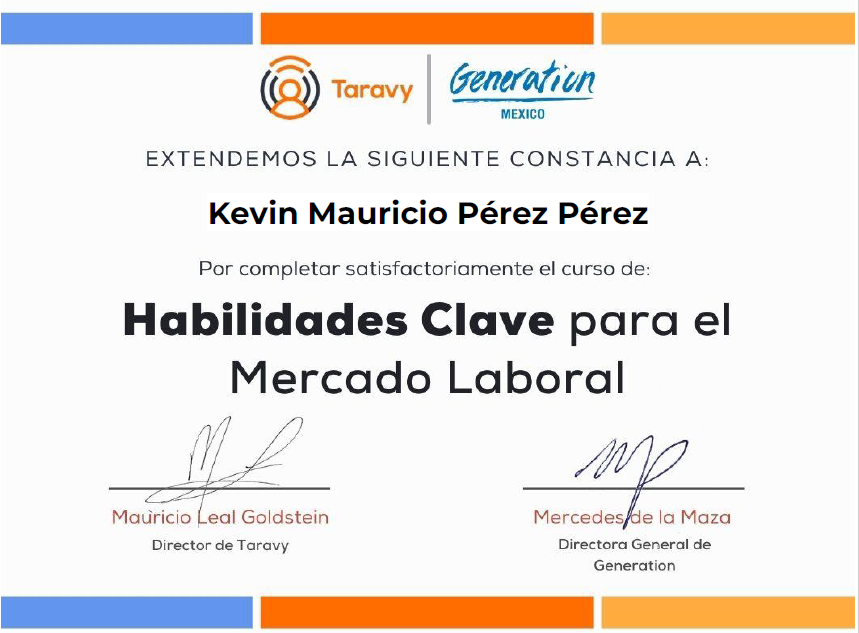 Taravy
Generation
MEXICO
EXTENDEMOS LA SIGUIENTE CONSTANCIA A:
Kevin Mauricio Pérez Pérez
Por completar satisfactoriamente el curso de:
Habilidades Clave para el
Mercado Laboral
Mauricio Leal Goldstein
Director de Taravy
Mercedes de la Maza
Directora General de
Generation